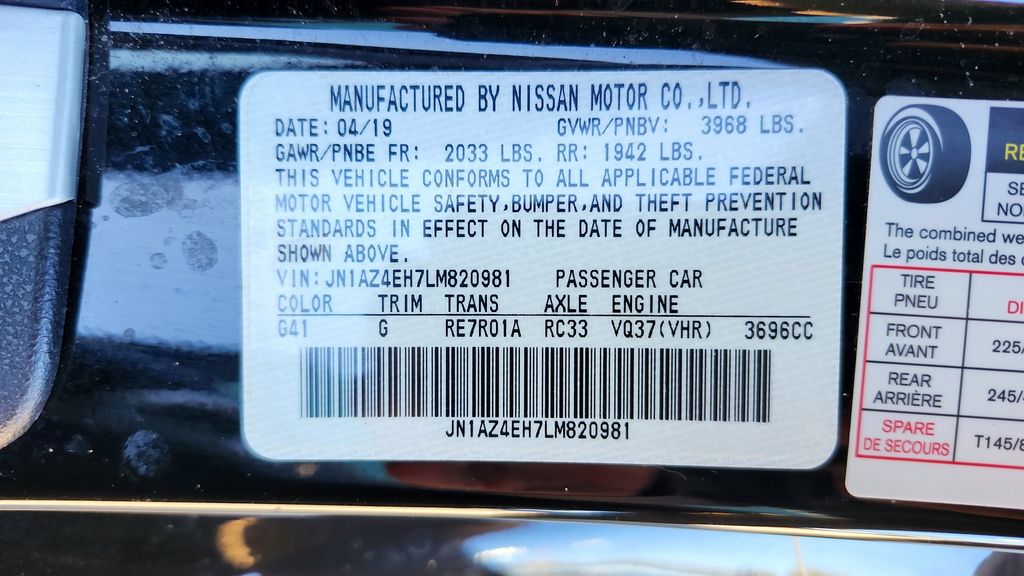 MANUFACTURED BY NISSAN MOTOR CO.,LTD.
DATE: 04/19 GVWR/PNBV: 3968 LBS.
GAWR/PNBE FR: 2033 LBS. RR: 1942 LBS.
THIS VEHICLE CONFORMS TO ALL APPLICABLE FEDERAL
MOTOR VEHICLE SAFETY,BUMPER,AND THEFT PREVENTION
STANDARDS IN EFFECT ON THE DATE OF MANUFACTURE
SHOWN ABOVE.
VIN: JN1AZ4EH7LM820981 PASSENGER CAR
COLOR TRIM TRANS AXLE ENGINE
G41 G RE7R01A RC33 VQ37(VHR) 3696CC
JN1AZ4EH7LM820981
The combined we
Le poids total des
TIRE
PNEU
FRONT
AVANT
225/
REAR
ARRIÈRE
245/
SPARE
DE SECOURS
T145/8